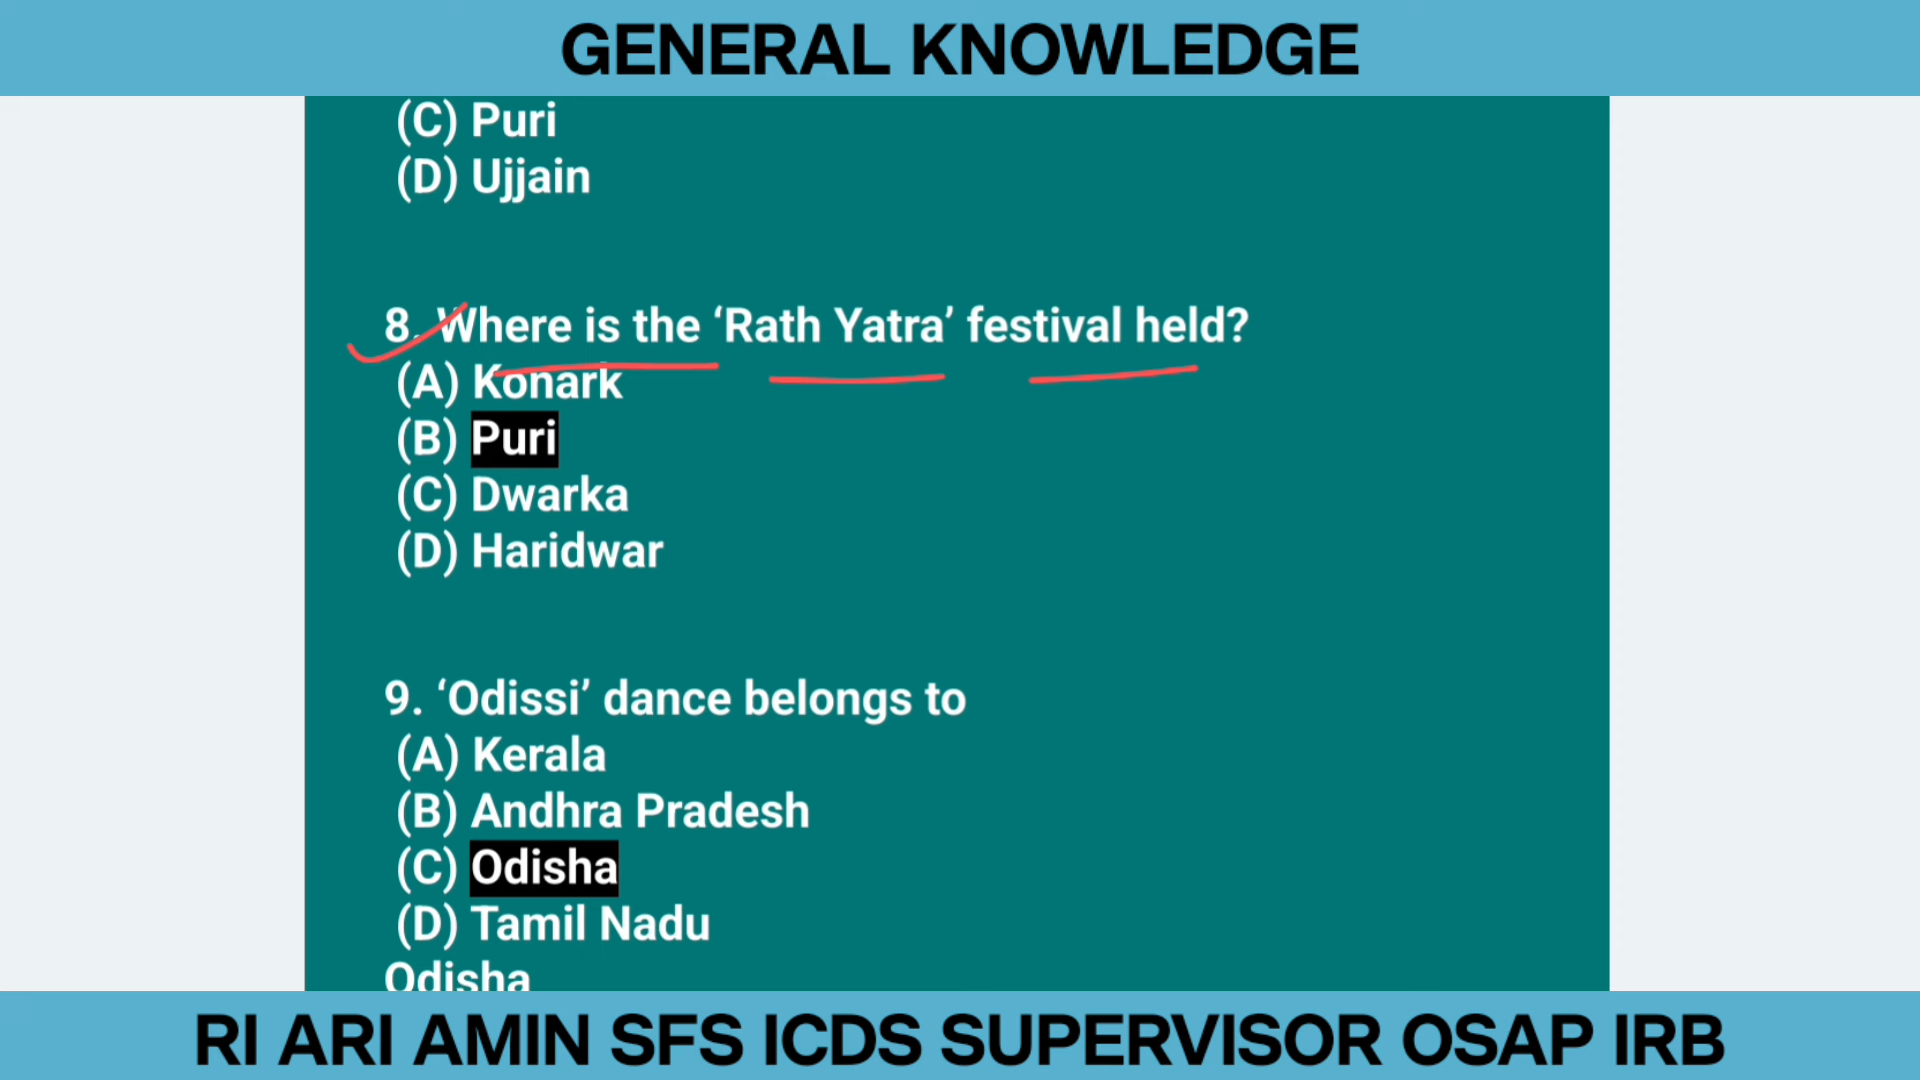 GENERAL KNOWLEDGE
(C) Puri
(D) Ujjain
8. Where is the ‘Rath Yatra’ festival held?
(A) Konark
(B) Puri
(C) Dwarka
(D) Haridwar
9. ‘Odissi’ dance belongs to
(A) Kerala
(B) Andhra Pradesh
(C) Odisha
(D) Tamil Nadu
Odisha
RI ARI AMIN SFS ICDS SUPERVISOR OSAP IRB